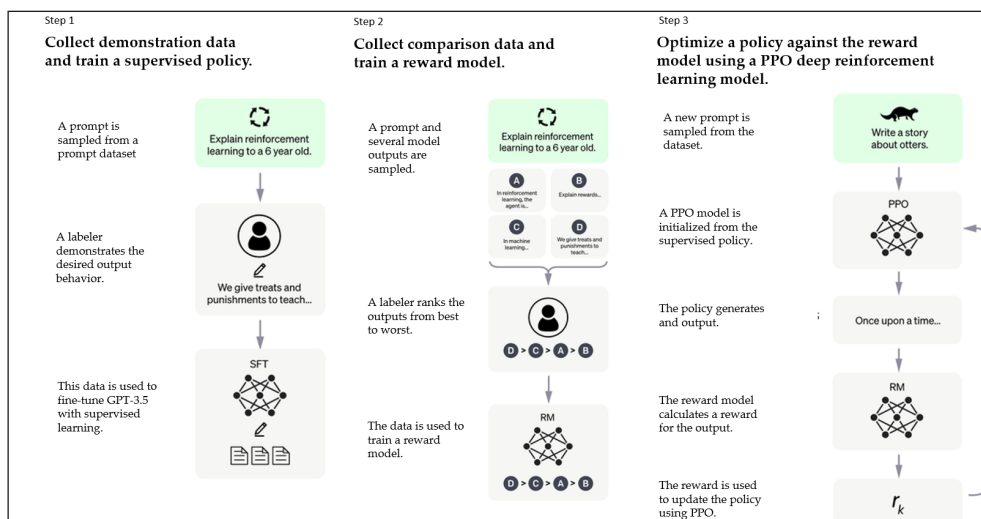 Step 1
Collect demonstration data
and train a supervised policy.
A prompt is
sampled from a
prompt dataset
Explain reinforcement
learning to a 6 year old.
A labeler
demonstrates the
desired output
behavior.
We give treats and
punishments to teach...
This data is used to
fine-tune GPT-3.5
with supervised
learning.
SFT
Step 2
Collect comparison data and
train a reward model.
A prompt and
several model
outputs are
sampled.
Explain reinforcement
learning to a 6 year old.
A
In reinforcement
learning, the
agent is...
B
Explain rewards...
C
In machine
learning...
D
We give treats and
punishments to
teach...
A labeler ranks the
outputs from best
to worst.
D > C > A > B
The data is used to
train a reward
model.
RM
D > C > A > B
Step 3
Optimize a policy against the reward
model using a PPO deep reinforcement
learning model.
A new prompt is
sampled from the
dataset.
Write a story
about otters.
A PPO model is
initialized from the
supervised policy.
PPO
The policy generates
and output.
;
Once upon a time...
The reward model
calculates a reward
for the output.
RM
The reward is used
to update the policy
using PPO.
rₖ